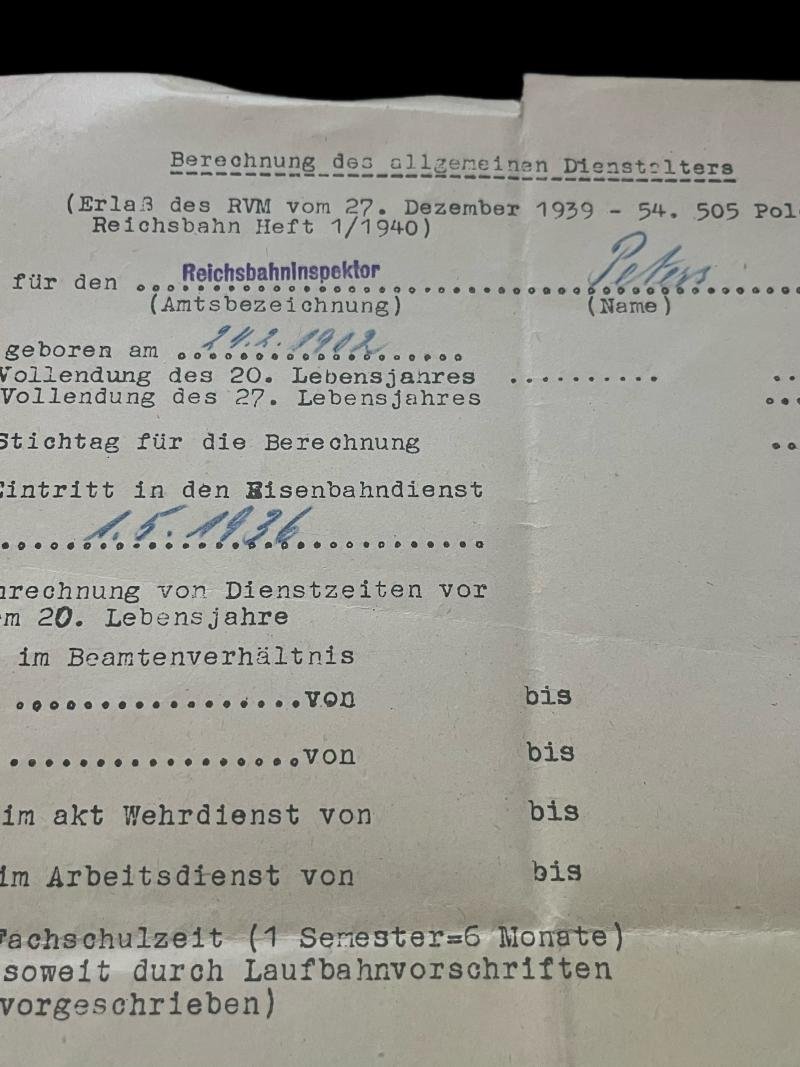 Berechnung des allgemeinen Dienstalters
(Erlaß des RVM vom 27. Dezember 1939 - 54. 505 Pol
Reichsbahn Heft 1/1940)
für den Reichsbahninspektor Peters
(Amtsbezeichnung) (Name)
geboren am 24.2.1902
Vollendung des 20. Lebensjahres
Vollendung des 27. Lebensjahres
Stichtag für die Berechnung
Eintritt in den Eisenbahndienst
1.5.1936
nrechnung von Dienstzeiten vor
em 20. Lebensjahre
im Beamtenverhältnis
von bis
von bis
im akt Wehrdienst von bis
im Arbeitsdienst von bis
Fachschulzeit (1 Semester=6 Monate)
soweit durch Laufbahnvorschriften
vorgeschrieben)